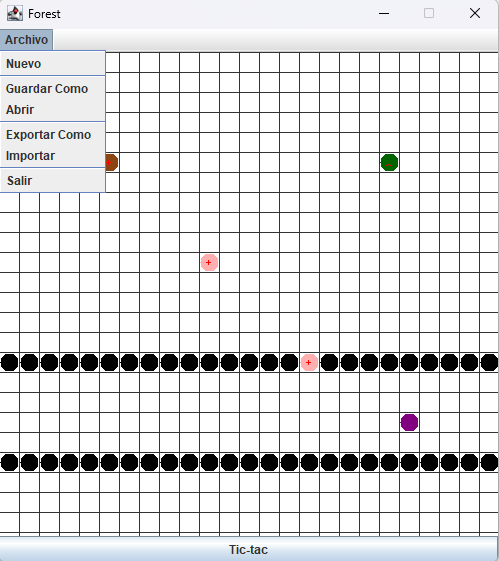 Forest
Archivo
Nuevo
Guardar Como
Abrir
Exportar Como
Importar
Salir
Tic-tac